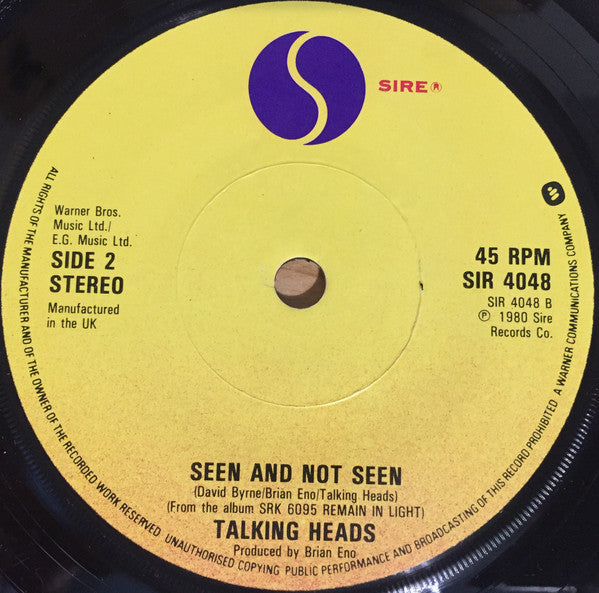 SIRE®
Warner Bros.
Music Ltd./
E.G. Music Ltd.
SIDE 2
STEREO
Manufactured
in the UK
45 RPM
SIR 4048
SIR 4048 B
℗ 1980 Sire
Records Co.
SEEN AND NOT SEEN
(David Byrne/Brian Eno/Talking Heads)
(From the album SRK 6095 REMAIN IN LIGHT)
TALKING HEADS
Produced by Brian Eno
ALL RIGHTS OF THE MANUFACTURER AND OF THE OWNER OF THE RECORDED WORK RESERVED. UNAUTHORISED COPYING PUBLIC PERFORMANCE AND BROADCASTING OF THIS RECORD PROHIBITED A WARNER COMMUNICATIONS COMPANY